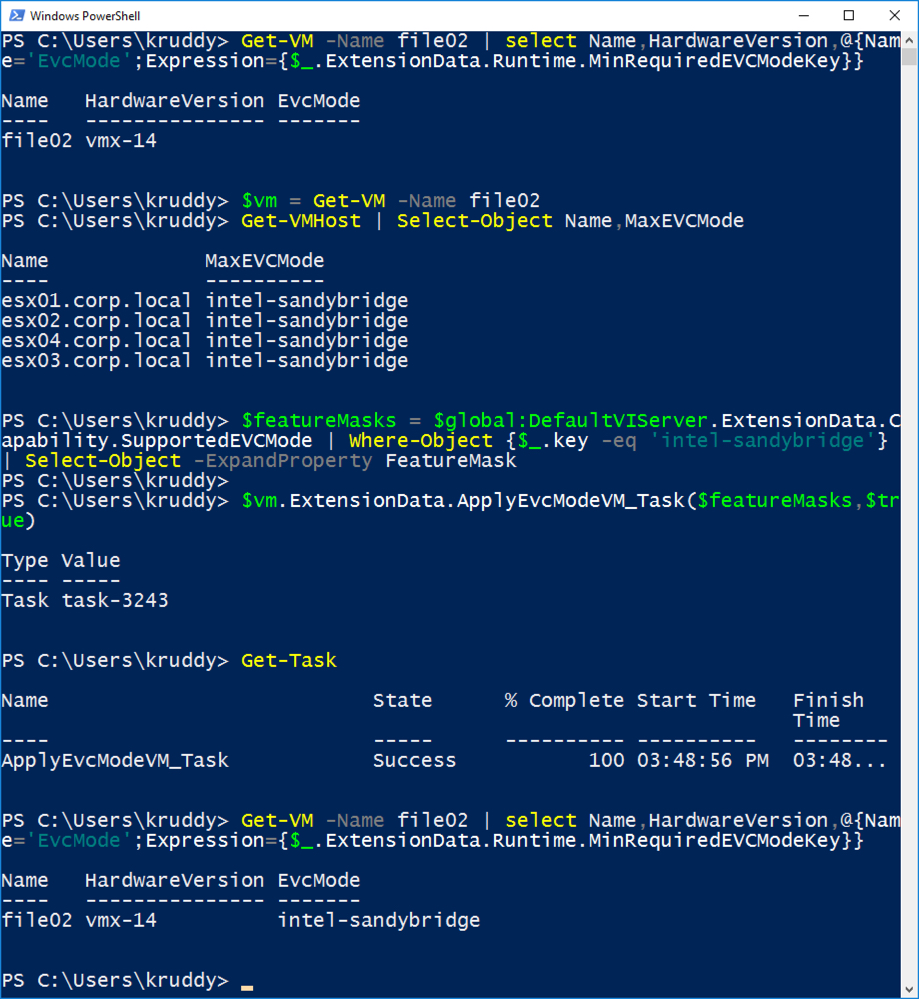 Windows PowerShell
PS C:\Users\kruddy> Get-VM -Name file02 | select Name,HardwareVersion,@{Nam
e='EvcMode';Expression={$_.ExtensionData.Runtime.MinRequiredEVCModeKey}}
Name   HardwareVersion EvcMode
----   --------------- -------
file02 vmx-14
PS C:\Users\kruddy> $vm = Get-VM -Name file02
PS C:\Users\kruddy> Get-VMHost | Select-Object Name,MaxEVCMode
Name             MaxEVCMode
----             ----------
esx01.corp.local intel-sandybridge
esx02.corp.local intel-sandybridge
esx04.corp.local intel-sandybridge
esx03.corp.local intel-sandybridge
PS C:\Users\kruddy> $featureMasks = $global:DefaultVIServer.ExtensionData.C
apability.SupportedEVCMode | Where-Object {$_.key -eq 'intel-sandybridge'}
| Select-Object -ExpandProperty FeatureMask
PS C:\Users\kruddy>
PS C:\Users\kruddy> $vm.ExtensionData.ApplyEvcModeVM_Task($featureMasks,$tr
ue)
Type Value
---- -----
Task task-3243
PS C:\Users\kruddy> Get-Task
Name                           State      % Complete Start Time   Finish
Time
----                           -----      ---------- ----------   --------
ApplyEvcModeVM_Task            Success           100 03:48:56 PM  03:48...
PS C:\Users\kruddy> Get-VM -Name file02 | select Name,HardwareVersion,@{Nam
e='EvcMode';Expression={$_.ExtensionData.Runtime.MinRequiredEVCModeKey}}
Name   HardwareVersion EvcMode
----   --------------- -------
file02 vmx-14          intel-sandybridge
PS C:\Users\kruddy> _